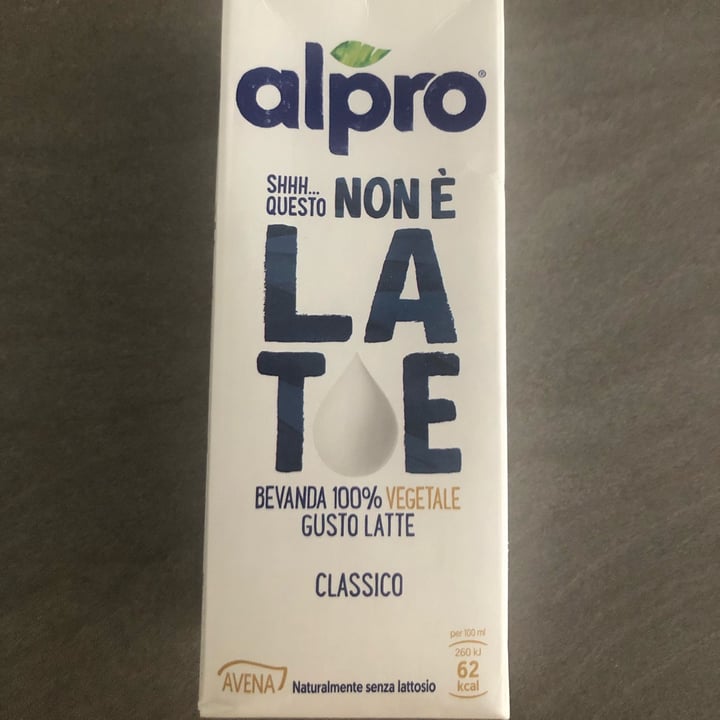 alpro®
SHHH... QUESTO NON È
LA
TE
BEVANDA 100% VEGETALE
GUSTO LATTE
CLASSICO
AVENA
Naturalmente senza lattosio
per 100 ml
260 kJ
62
kcal